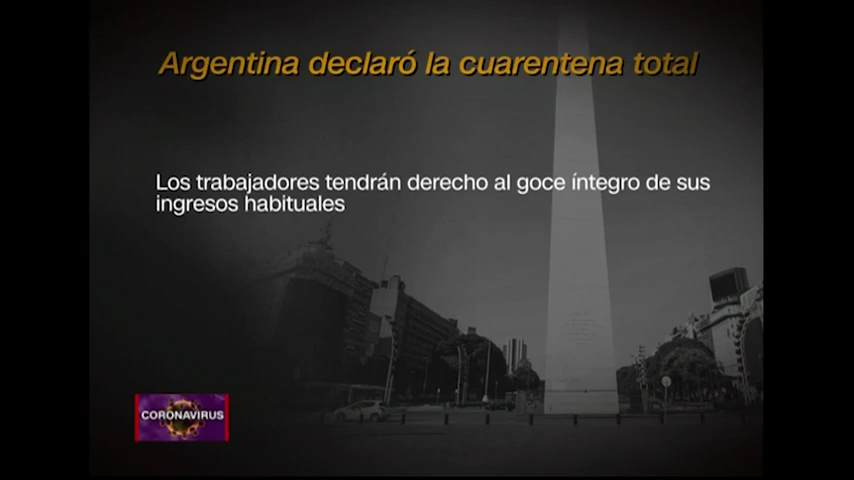 Argentina declaró la cuarentena total
Los trabajadores tendrán derecho al goce íntegro de sus
ingresos habituales
CORONAVIRUS